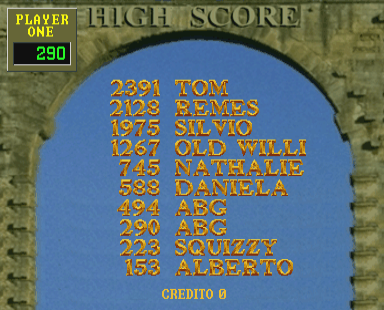 HIGH SCORE
PLAYER
ONE
290
2391 TOM
2128 REMES
1975 SILVIO
1267 OLD WILLI
745 NATHALIE
588 DANIELA
494 ABG
290 ABG
223 SQUIZZY
153 ALBERTO
CREDITO 0